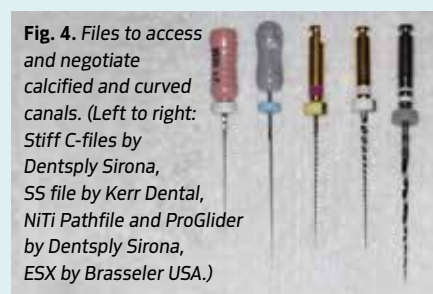 Fig. 4. Files to access
and negotiate
calcified and curved
canals. (Left to right:
Stiff C-files by
Dentsply Sirona,
SS file by Kerr Dental,
NiTi Pathfile and ProGlider
by Dentsply Sirona,
ESX by Brasseler USA.)